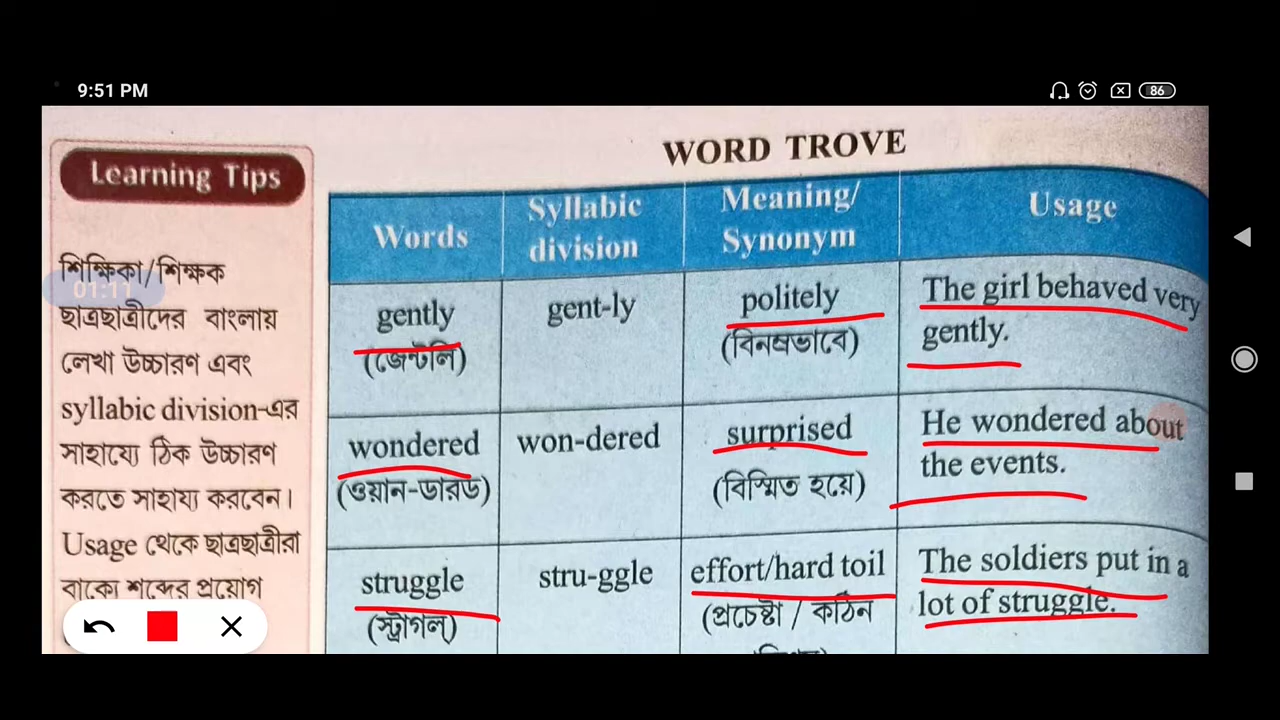 9:51 PM
86
WORD TROVE
Learning Tips
শিক্ষিকা/শিক্ষক
01:11
ছাত্রছাত্রীদের বাংলায়
লেখা উচ্চারণ এবং
syllabic division-এর
সাহায্যে ঠিক উচ্চারণ
করতে সাহায্য করবেন।
Usage থেকে ছাত্রছাত্রীরা
বাক্যে শব্দের প্রয়োগ
Words
Syllabic division
Meaning/
Synonym
Usage
gently
(জেন্টলি)
gent-ly
politely
(বিনম্রভাবে)
The girl behaved very
gently.
wondered
(ওয়ান-ডারড)
won-dered
surprised
(বিস্মিত হয়ে)
He wondered about
the events.
struggle
(স্ট্রাগল্)
stru-ggle
effort/hard toil
(প্রচেষ্টা / কঠিন
The soldiers put in a
lot of struggle.